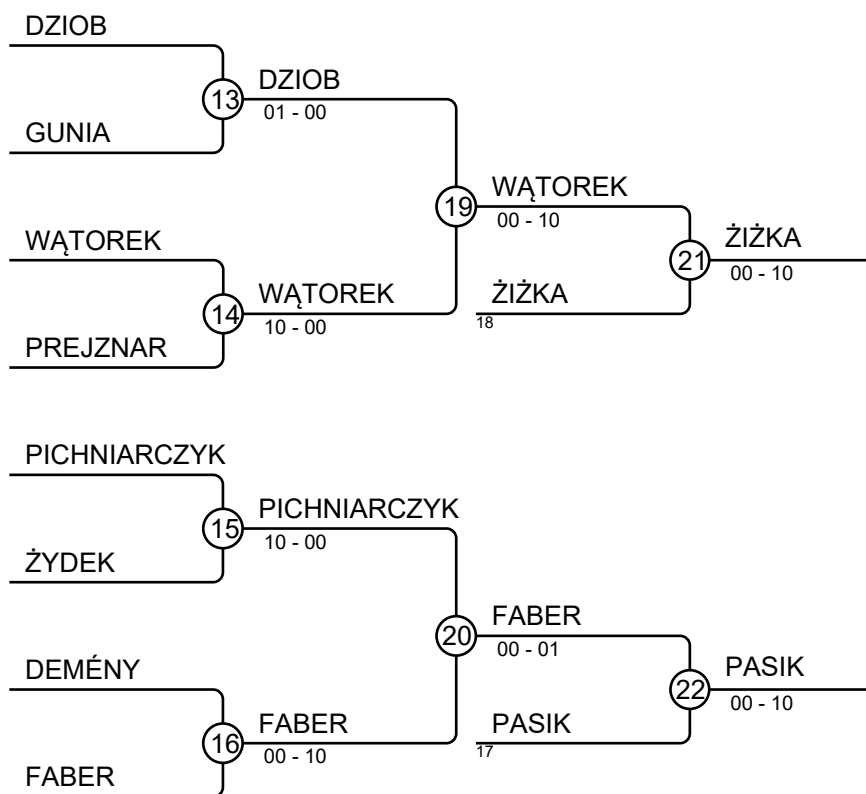 DZIOB
13
DZIOB
01 - 00
GUNIA
19
WĄTOREK
00 - 10
WĄTOREK
14
WĄTOREK
10 - 00
PREJZNAR
ŻIŻKA
18
21
ŻIŻKA
00 - 10
PICHNIARCZYK
15
PICHNIARCZYK
10 - 00
ŻYDEK
20
FABER
00 - 01
DEMÉNY
16
FABER
00 - 10
FABER
PASIK
17
22
PASIK
00 - 10